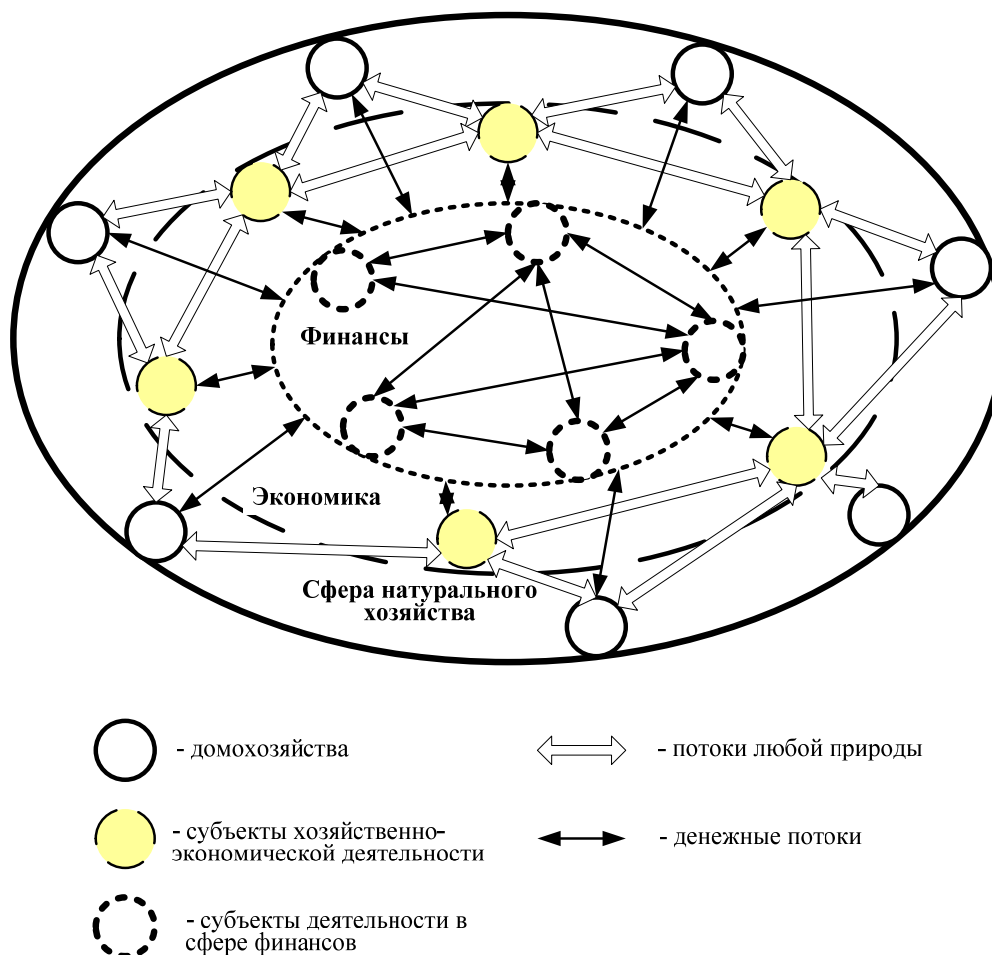 Финансы
Экономика
Сфера натурального
хозяйства
- домохозяйства
- потоки любой природы
- субъекты хозяйственно-
экономической деятельности
- денежные потоки
- субъекты деятельности в
сфере финансов